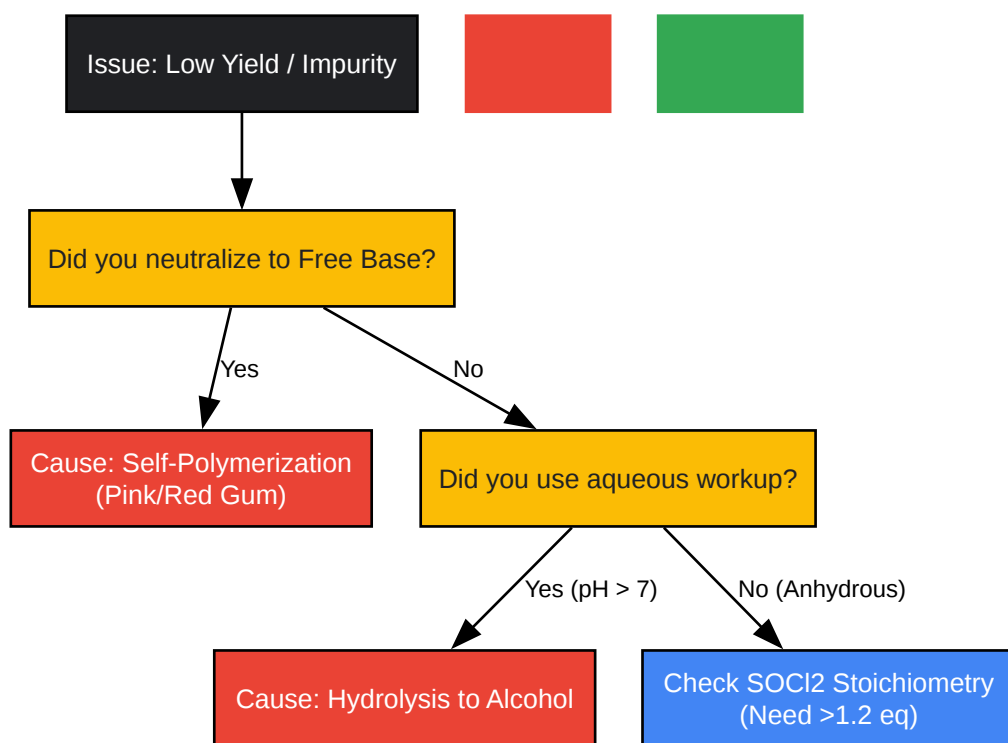 Issue: Low Yield / Impurity
Did you neutralize to Free Base?
Yes
No
Cause: Self-Polymerization
(Pink/Red Gum)
Did you use aqueous workup?
Yes (pH > 7)
No (Anhydrous)
Cause: Hydrolysis to Alcohol
Check SOCl2 Stoichiometry
(Need >1.2 eq)